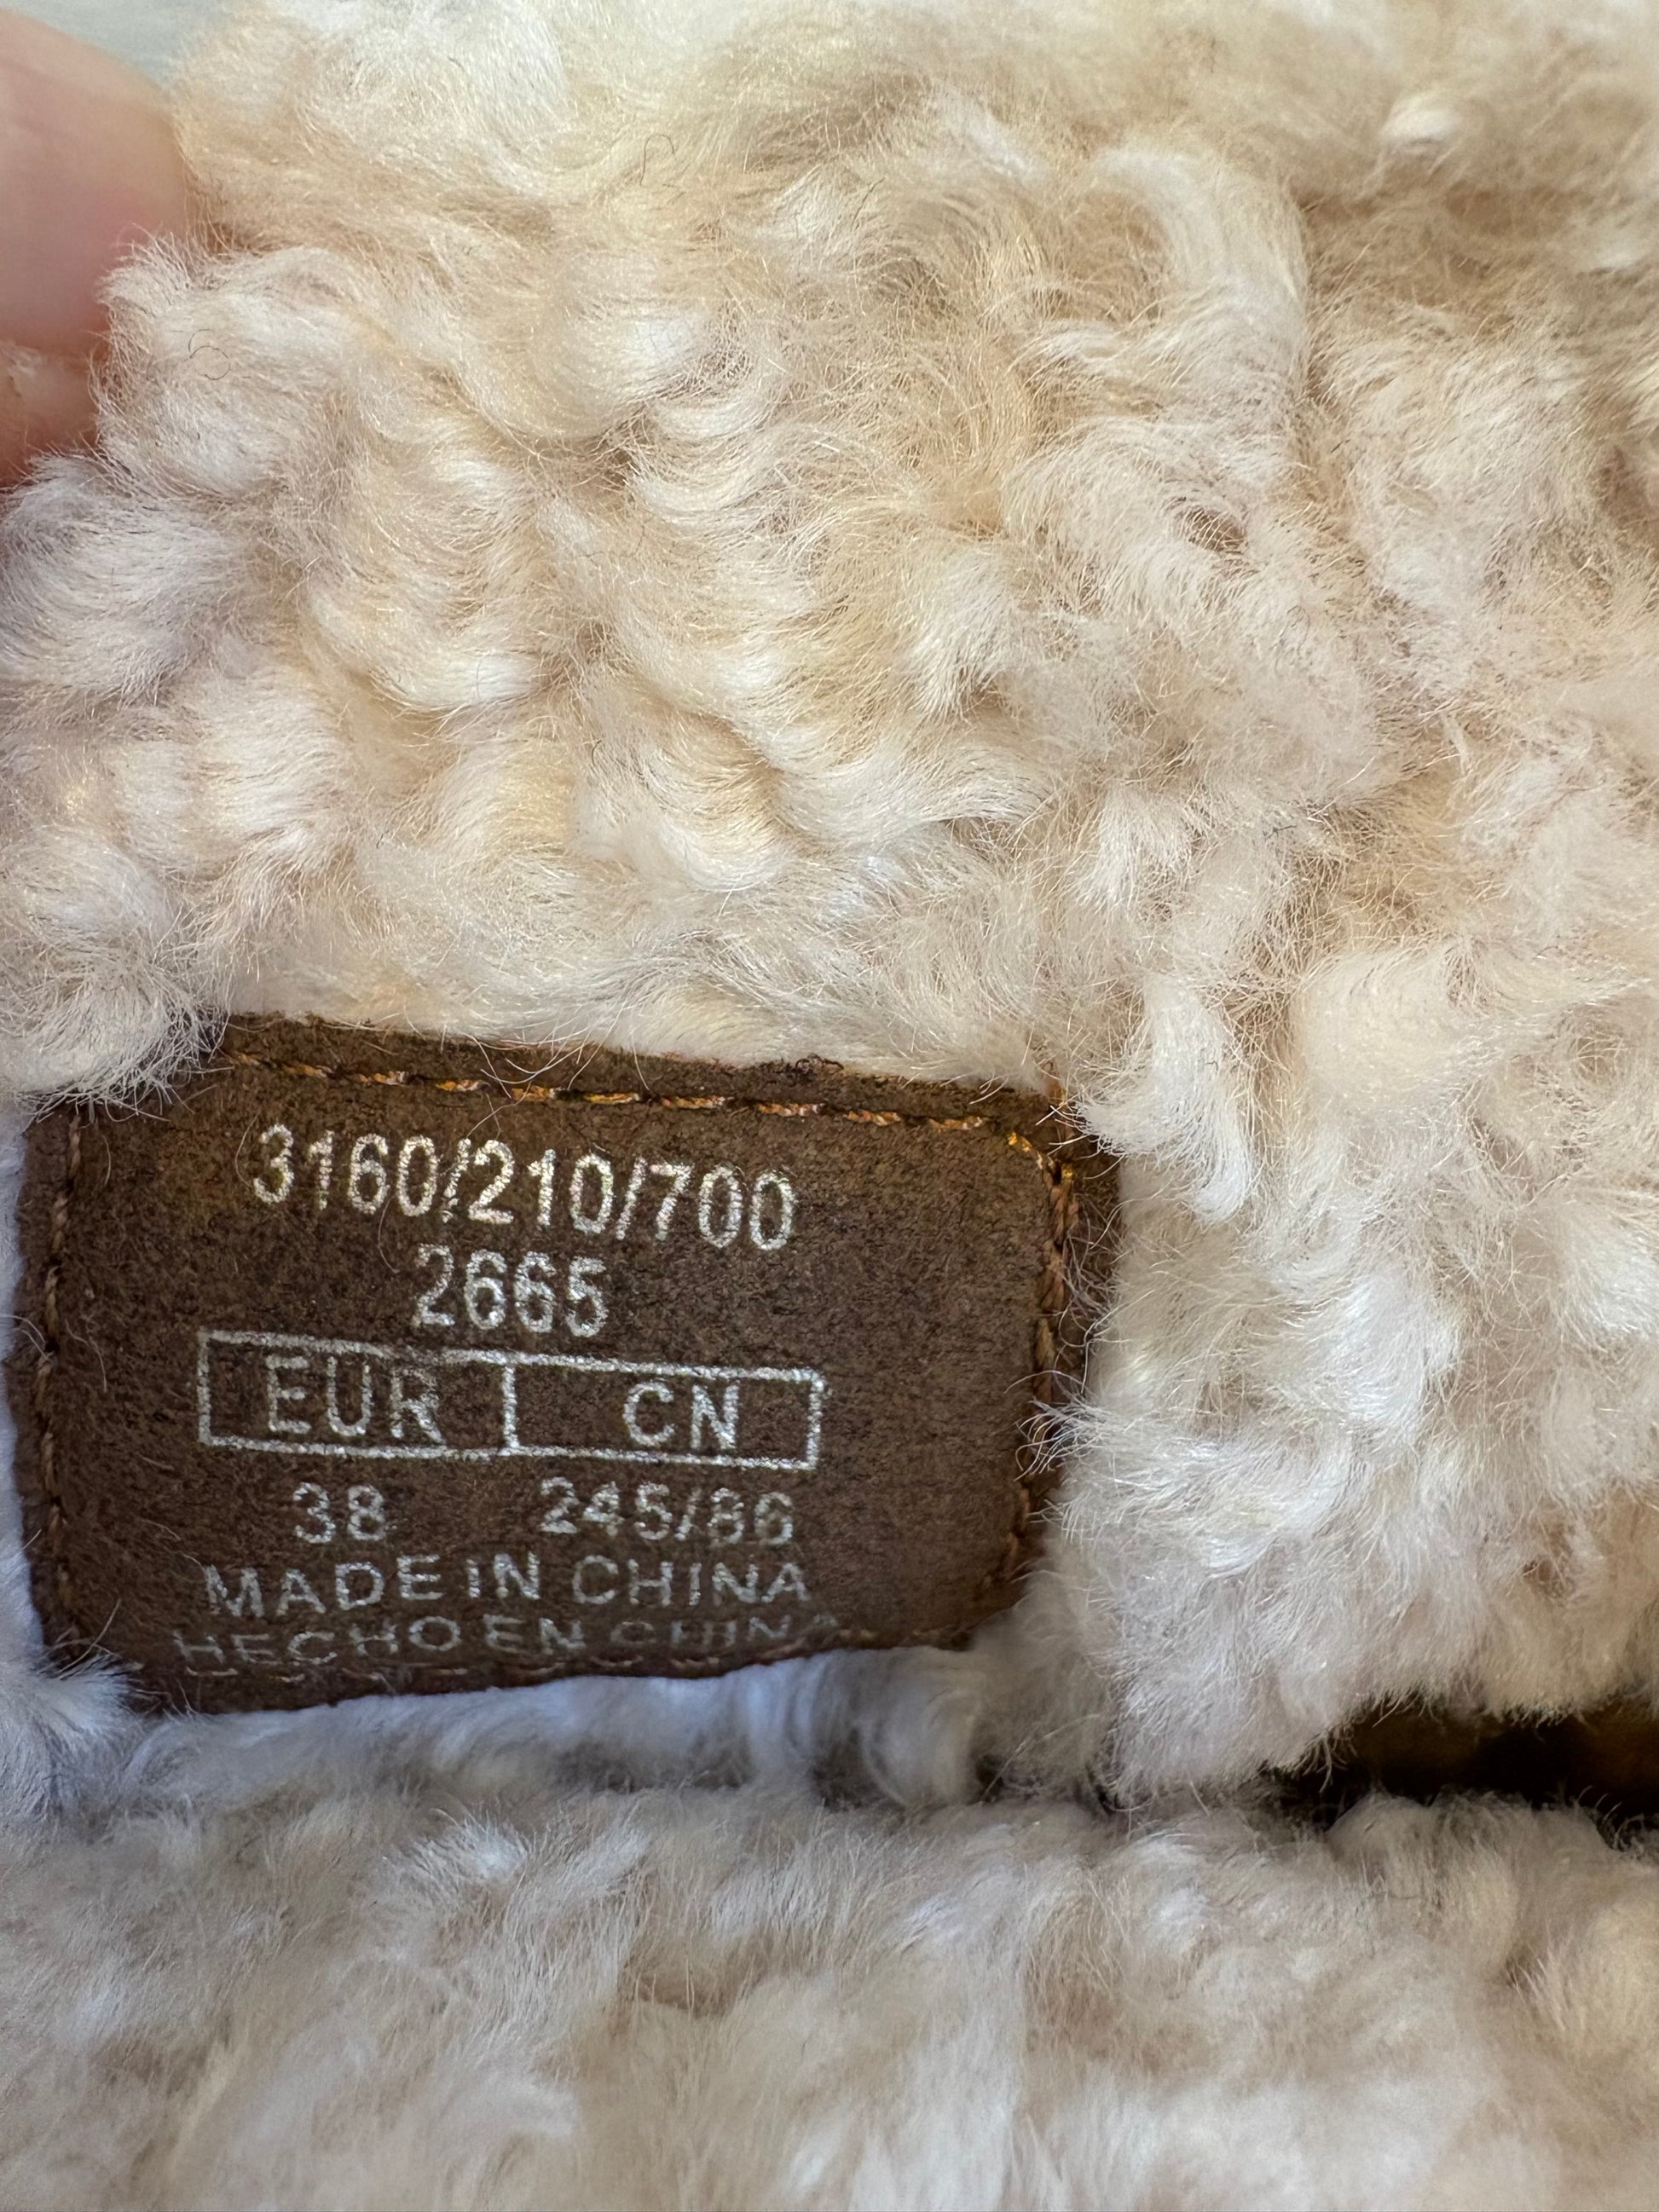 3160/210/700
2665
EUR CN
38 245/86
MADE IN CHINA
HECHO EN CHINA